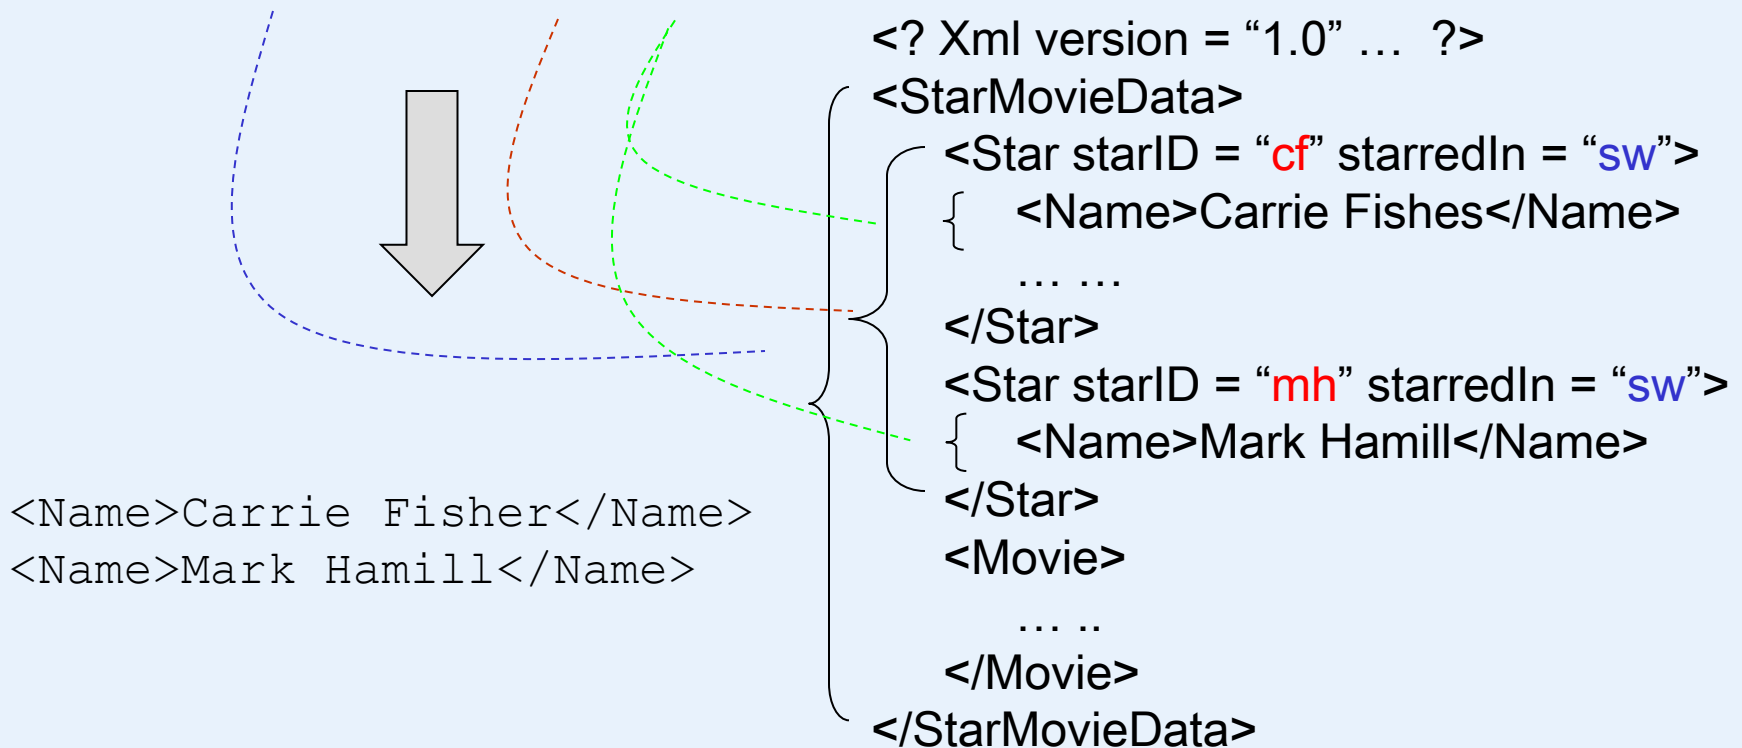 <? Xml version = “1.0” …  ?>
<StarMovieData>
<Star starID = “cf” starredIn = “sw”>
<Name>Carrie Fishes</Name>
… …
</Star>
<Star starID = “mh” starredIn = “sw”>
<Name>Mark Hamill</Name>
</Star>
<Movie>
… ..
</Movie>
</StarMovieData>
<Name>Carrie Fisher</Name>
<Name>Mark Hamill</Name>